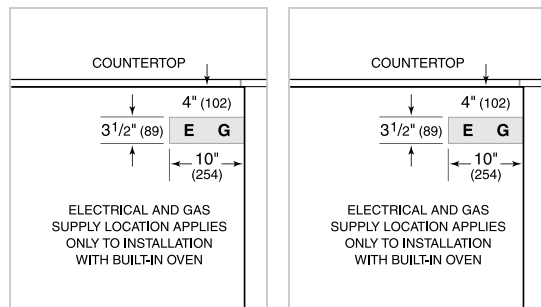 COUNTERTOP
4" (102)
3 1/2" (89)
E G
10"
(254)
ELECTRICAL AND GAS
SUPPLY LOCATION APPLIES
ONLY TO INSTALLATION
WITH BUILT-IN OVEN
COUNTERTOP
4" (102)
3 1/2" (89)
E G
10"
(254)
ELECTRICAL AND GAS
SUPPLY LOCATION APPLIES
ONLY TO INSTALLATION
WITH BUILT-IN OVEN